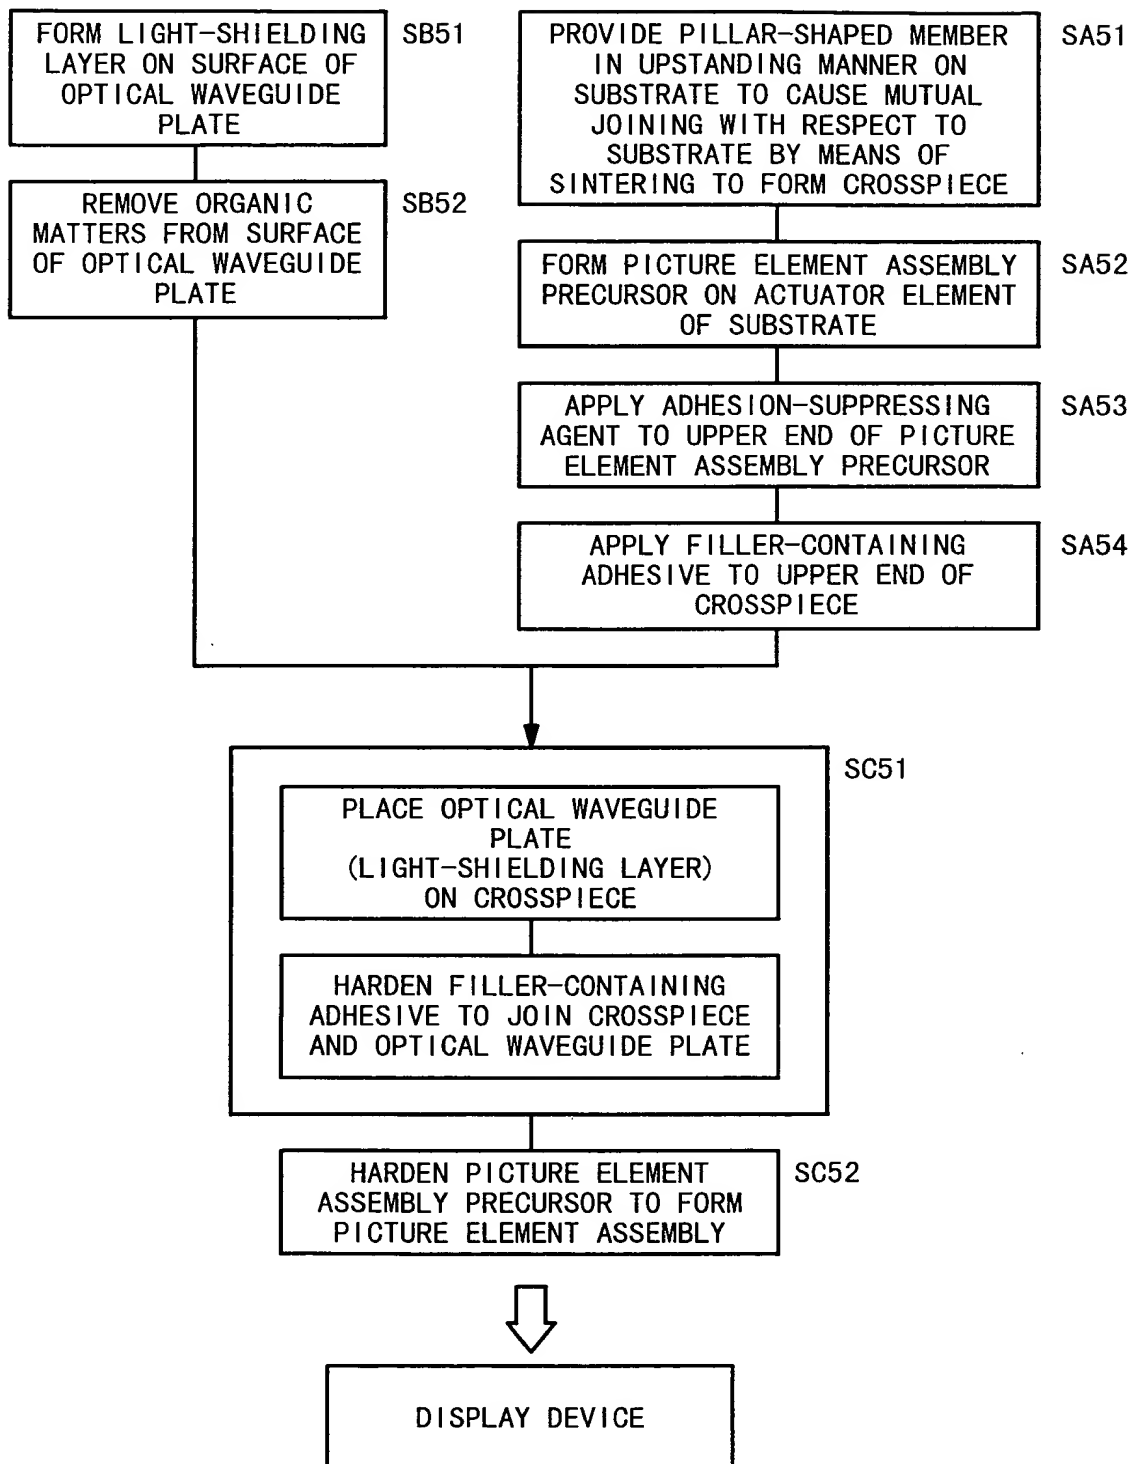 FORM LIGHT-SHIELDING
LAYER ON SURFACE OF
OPTICAL WAVEGUIDE
PLATE
SB51
REMOVE ORGANIC
MATTERS FROM SURFACE
OF OPTICAL WAVEGUIDE
PLATE
SB52
PROVIDE PILLAR-SHAPED MEMBER
IN UPSTANDING MANNER ON
SUBSTRATE TO CAUSE MUTUAL
JOINING WITH RESPECT TO
SUBSTRATE BY MEANS OF
SINTERING TO FORM CROSSPIECE
SA51
FORM PICTURE ELEMENT ASSEMBLY
PRECURSOR ON ACTUATOR ELEMENT
OF SUBSTRATE
SA52
APPLY ADHESION-SUPPRESSING
AGENT TO UPPER END OF PICTURE
ELEMENT ASSEMBLY PRECURSOR
SA53
APPLY FILLER-CONTAINING
ADHESIVE TO UPPER END OF
CROSSPIECE
SA54
SC51
PLACE OPTICAL WAVEGUIDE
PLATE
(LIGHT-SHIELDING LAYER)
ON CROSSPIECE
HARDEN FILLER-CONTAINING
ADHESIVE TO JOIN CROSSPIECE
AND OPTICAL WAVEGUIDE PLATE
HARDEN PICTURE ELEMENT
ASSEMBLY PRECURSOR TO FORM
PICTURE ELEMENT ASSEMBLY
SC52
DISPLAY DEVICE